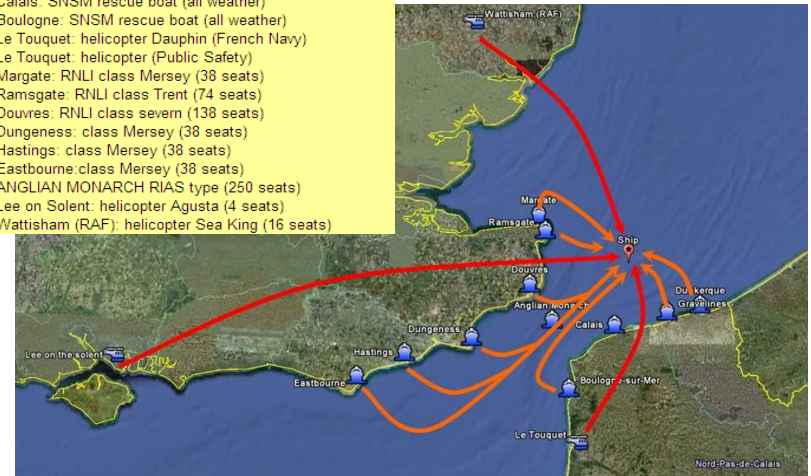 Calais: SNSM rescue boat (all weather)
Boulogne: SNSM rescue boat (all weather)
Le Touquet: helicopter Dauphin (French Navy)
Le Touquet: helicopter (Public Safety)
Margate: RNLI class Mersey (38 seats)
Ramsgate: RNLI class Trent (74 seats)
Douvres: RNLI class severn (138 seats)
Dungeness: class Mersey (38 seats)
Hastings: class Mersey (38 seats)
Eastbourne:class Mersey (38 seats)
ANGLIAN MONARCH RIAS type (250 seats)
Lee on Solent: helicopter Agusta (4 seats)
Wattisham (RAF): helicopter Sea King (16 seats)
Wattisham (RAF)
Margate
Ramsgate
Ship
Douvres
Dunkerque
Gravelines
Anglian Monarch
Calais
Dungeness
Hastings
Lee on the solent
Eastbourne
Boulogne-sur-Mer
Le Touquet
Nord-Pas-de-Calais